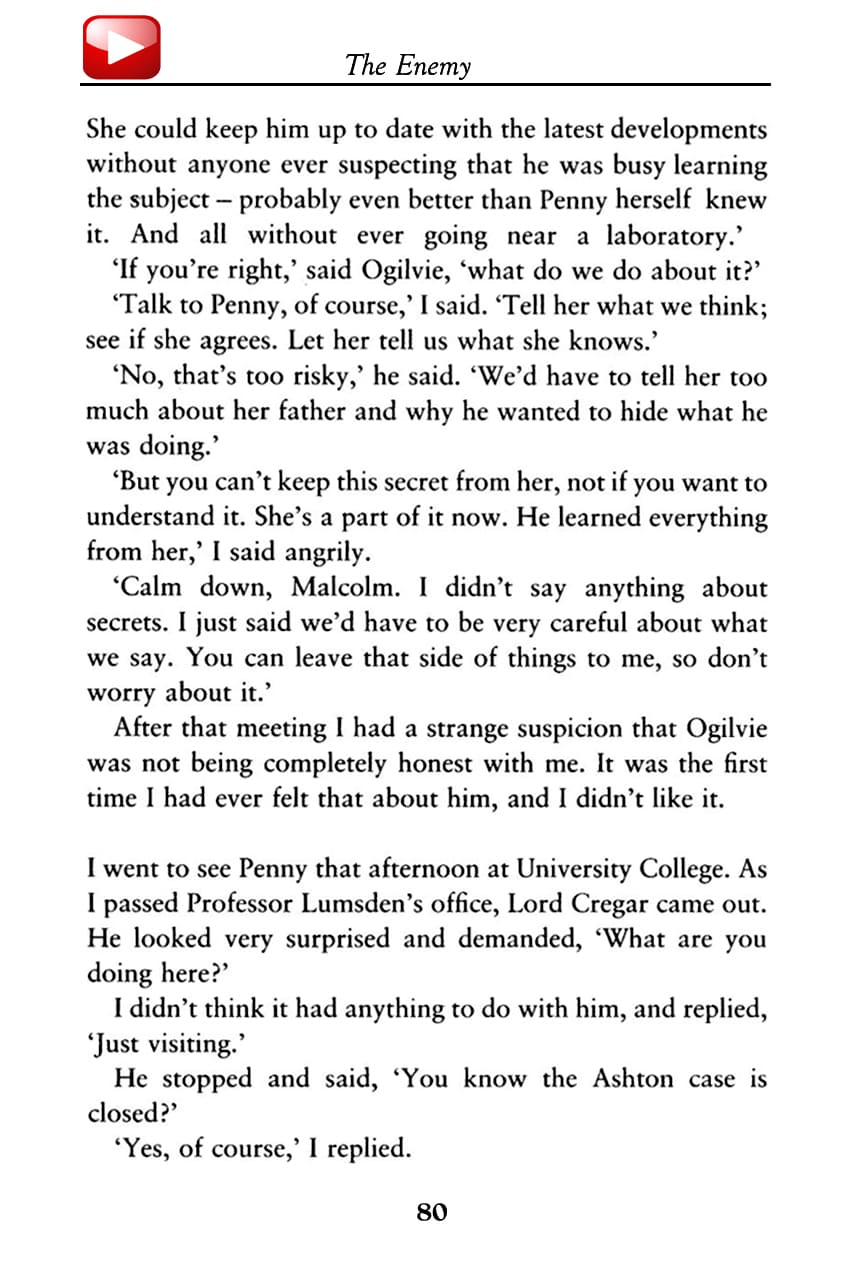 The Enemy
She could keep him up to date with the latest developments
without anyone ever suspecting that he was busy learning
the subject – probably even better than Penny herself knew
it. And all without ever going near a laboratory.’
‘If you’re right,’ said Ogilvie, ‘what do we do about it?’
‘Talk to Penny, of course,’ I said. ‘Tell her what we think;
see if she agrees. Let her tell us what she knows.’
‘No, that’s too risky,’ he said. ‘We’d have to tell her too
much about her father and why he wanted to hide what he
was doing.’
‘But you can’t keep this secret from her, not if you want to
understand it. She’s a part of it now. He learned everything
from her,’ I said angrily.
‘Calm down, Malcolm. I didn’t say anything about
secrets. I just said we’d have to be very careful about what
we say. You can leave that side of things to me, so don’t
worry about it.’
After that meeting I had a strange suspicion that Ogilvie
was not being completely honest with me. It was the first
time I had ever felt that about him, and I didn’t like it.
I went to see Penny that afternoon at University College. As
I passed Professor Lumsden’s office, Lord Cregar came out.
He looked very surprised and demanded, ‘What are you
doing here?’
I didn’t think it had anything to do with him, and replied,
‘Just visiting.’
He stopped and said, ‘You know the Ashton case is
closed?’
‘Yes, of course,’ I replied.
80